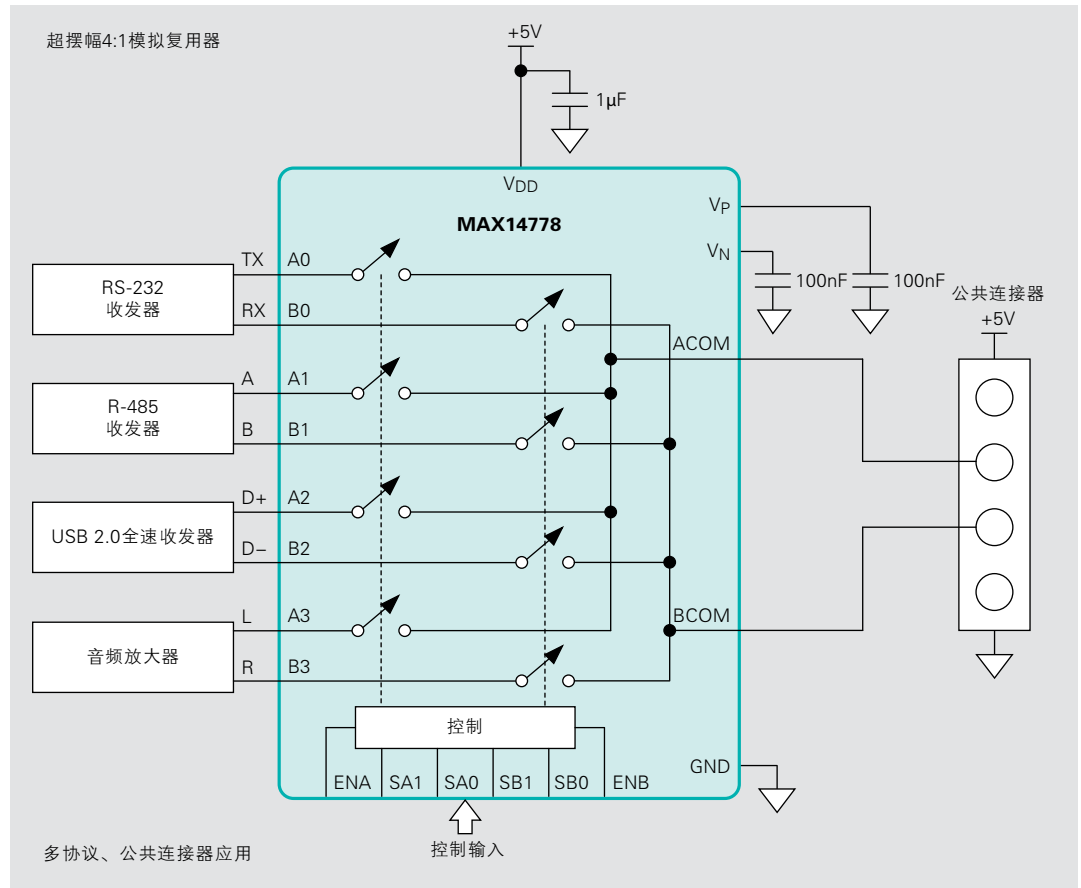 超摆幅4:1模拟复用器
+5V
1μF
VDD
MAX14778
VP
VN
100nF
100nF
公共连接器
+5V
RS-232
收发器
TX
A0
RX
B0
ACOM
R-485
收发器
A
A1
B
B1
USB 2.0全速收发器
D+
A2
D−
B2
音频放大器
L
A3
R
B3
BCOM
控制
ENA
SA1
SA0
SB1
SB0
ENB
GND
控制输入
多协议、公共连接器应用